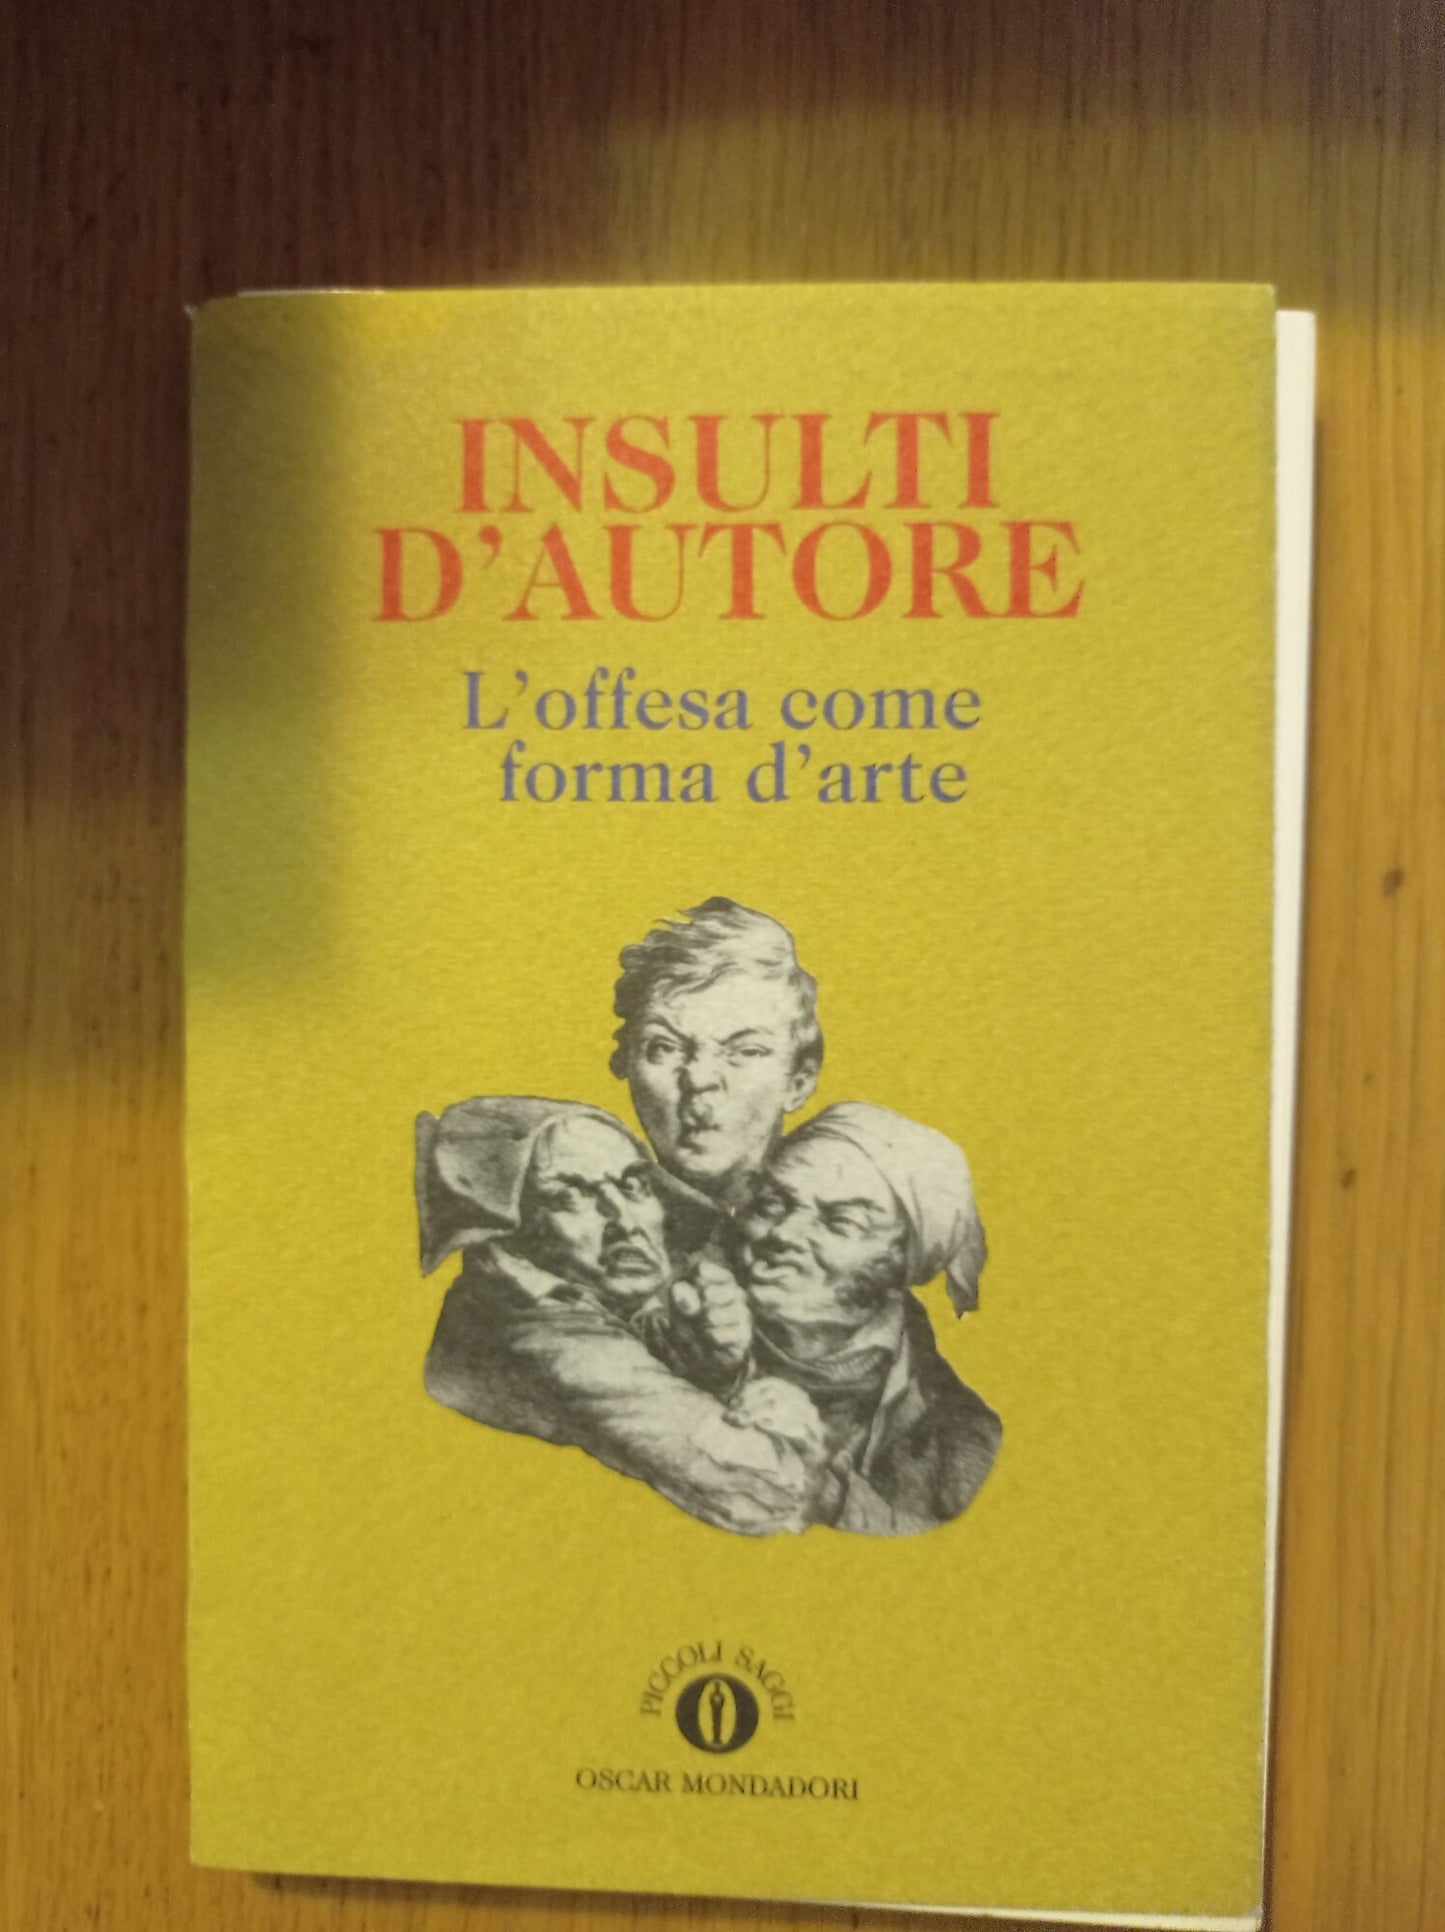 INSULTI
D'AUTORE
L'offesa come
forma d'arte
PICCOLI SAGGI
OSCAR MONDADORI